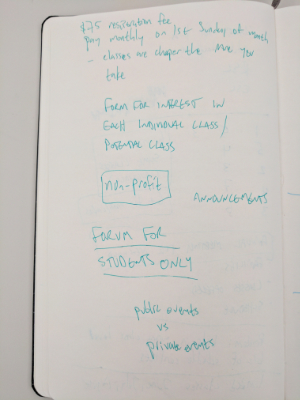 $75 registration fee
pay monthly on 1st Sunday of month
- classes are cheaper the more you
take
FORM FOR INTEREST IN
EACH INDIVIDUAL CLASS/
POTENTIAL CLASS
non-profit
ANNOUNCEMENTS
FORUM FOR
STUDENTS ONLY
public events
vs
private events